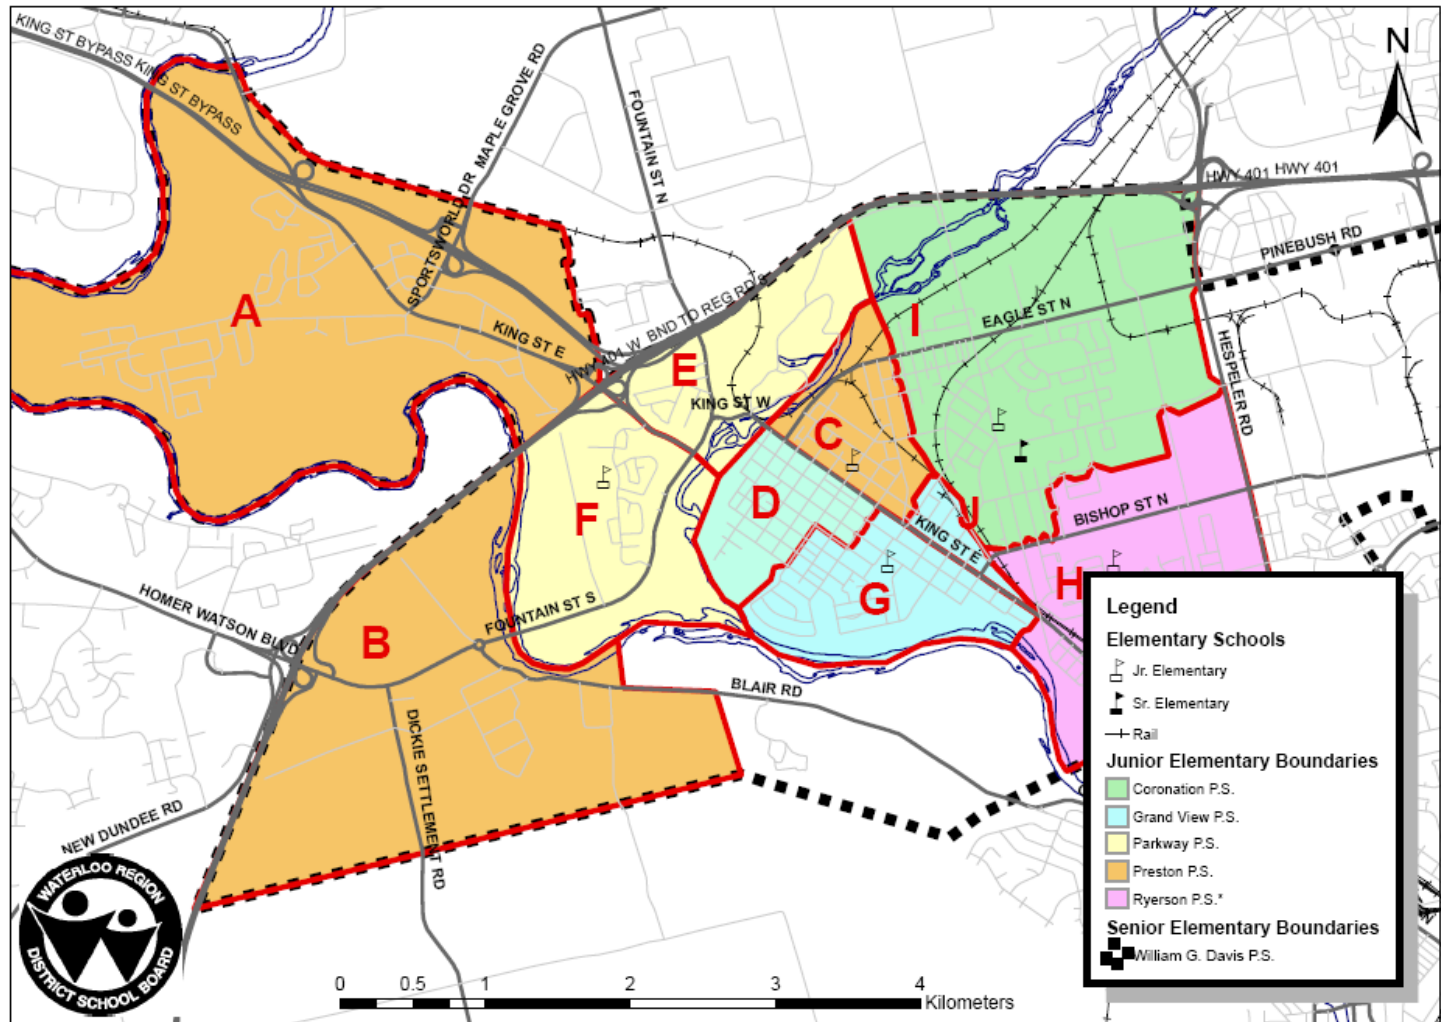 KING ST BYPASS KING ST BYPASS
SPORTSWORLD DR MAPLE GROVE RD
FOUNTAIN ST N
N
HWY 401 HWY 401
PINEBUSH RD
A
KING ST E
HWY 401 W BND TO REG RD 8
E
KING ST W
I
EAGLE ST N
HESPELER RD
C
D
J
F
KING ST E
BISHOP ST N
G
H
HOMER WATSON BLVD
B
FOUNTAIN ST S
BLAIR RD
DICKIE SETTLEMENT RD
NEW DUNDEE RD
WATERLOO REGION
DISTRICT SCHOOL BOARD
0 0.5 1 2 3 4
Kilometers
Legend
Elementary Schools
Jr. Elementary
Sr. Elementary
Rail
Junior Elementary Boundaries
Coronation P.S.
Grand View P.S.
Parkway P.S.
Preston P.S.
Ryerson P.S.*
Senior Elementary Boundaries
William G. Davis P.S.